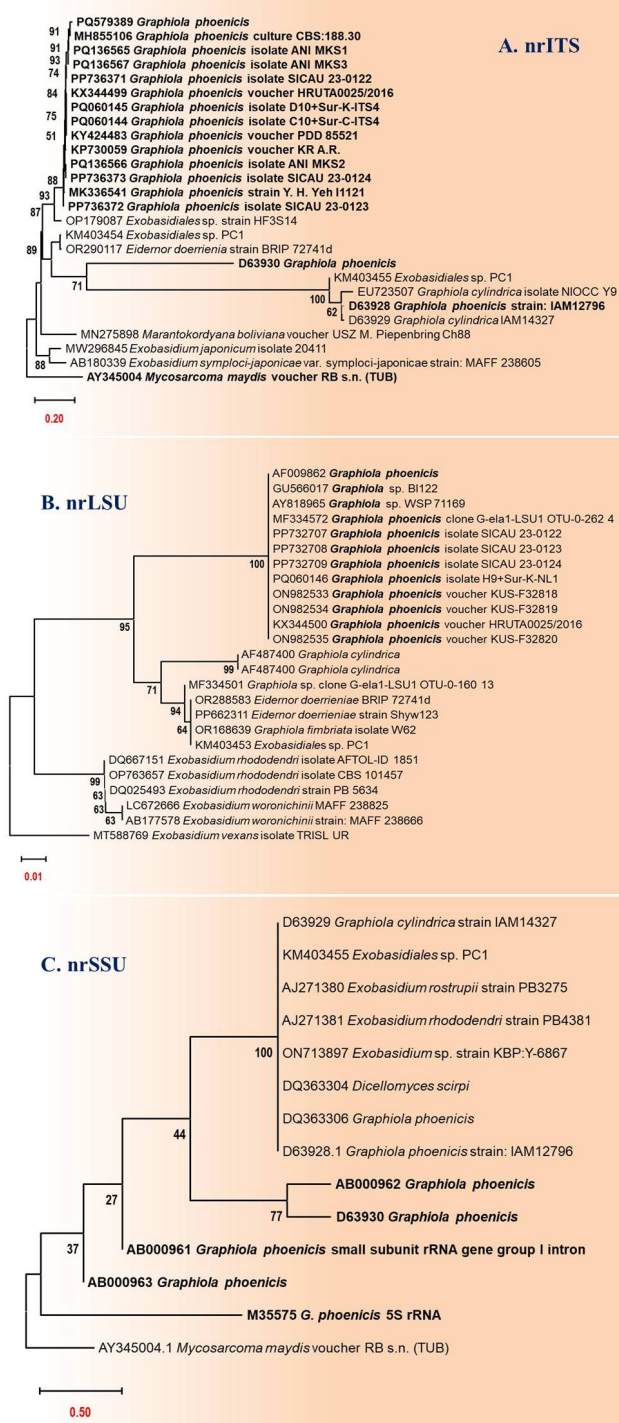 A. nrITS
PQ579389 Graphiola phoenicis
MH855106 Graphiola phoenicis culture CBS:188.30
PQ136565 Graphiola phoenicis isolate ANI MKS1
PQ136567 Graphiola phoenicis isolate ANI MKS3
PP736371 Graphiola phoenicis isolate SICAU 23-0122
KX344499 Graphiola phoenicis voucher HRUTA0025/2016
PQ060145 Graphiola phoenicis isolate D10+Sur-K-ITS4
PQ060144 Graphiola phoenicis isolate C10+Sur-C-ITS4
KY424483 Graphiola phoenicis voucher PDD 85521
KP730059 Graphiola phoenicis voucher KR A.R.
PQ136566 Graphiola phoenicis isolate ANI MKS2
PP736373 Graphiola phoenicis isolate SICAU 23-0124
MK336541 Graphiola phoenicis strain Y. H. Yeh I1121
PP736372 Graphiola phoenicis isolate SICAU 23-0123
OP179087 Exobasidiales sp. strain HF3S14
KM403454 Exobasidiales sp. PC1
OR290117 Eidernor doerrienia strain BRIP 72741d
D63930 Graphiola phoenicis
KM403455 Exobasidiales sp. PC1
EU723507 Graphiola cylindrica isolate NIOCC Y9
D63928 Graphiola phoenicis strain: IAM12796
D63929 Graphiola cylindrica IAM14327
MN275898 Marantokordyana boliviana voucher USZ M. Piepenbring Ch88
MW296845 Exobasidium japonicum isolate 20411
AB180339 Exobasidium symploci-japonicae var. symploci-japonicae strain: MAFF 238605
AY345004 Mycosarcoma maydis voucher RB s.n. (TUB)
91
91
93
74
84
75
51
88
93
87
89
71
100
62
88
0.20
B. nrLSU
AF009862 Graphiola phoenicis
GU566017 Graphiola sp. BI122
AY818965 Graphiola sp. WSP 71169
MF334572 Graphiola phoenicis clone G-ela1-LSU1 OTU-0-262 4
PP732707 Graphiola phoenicis isolate SICAU 23-0122
PP732708 Graphiola phoenicis isolate SICAU 23-0123
PP732709 Graphiola phoenicis isolate SICAU 23-0124
PQ060146 Graphiola phoenicis isolate H9+Sur-K-NL1
ON982533 Graphiola phoenicis voucher KUS-F32818
ON982534 Graphiola phoenicis voucher KUS-F32819
KX344500 Graphiola phoenicis voucher HRUTA0025/2016
ON982535 Graphiola phoenicis voucher KUS-F32820
AF487400 Graphiola cylindrica
AF487400 Graphiola cylindrica
MF334501 Graphiola sp. clone G-ela1-LSU1 OTU-0-160 13
OR288583 Eidernor doerrieniae BRIP 72741d
PP662311 Eidernor doerrieniae strain Shyw123
OR168639 Graphiola fimbriata isolate W62
KM403453 Exobasidiales sp. PC1
DQ667151 Exobasidium rhododendri isolate AFTOL-ID 1851
OP763657 Exobasidium rhododendri isolate CBS 101457
DQ025493 Exobasidium rhododendri strain PB 5634
LC672666 Exobasidium woronichinii MAFF 238825
AB177578 Exobasidium woronichinii strain: MAFF 238666
MT588769 Exobasidium vexans isolate TRISL UR
100
95
99
71
94
64
99
63
63
63
0.01
C. nrSSU
D63929 Graphiola cylindrica strain IAM14327
KM403455 Exobasidiales sp. PC1
AJ271380 Exobasidium rostrupii strain PB3275
AJ271381 Exobasidium rhododendri strain PB4381
ON713897 Exobasidium sp. strain KBP:Y-6867
DQ363304 Dicellomyces scirpi
DQ363306 Graphiola phoenicis
D63928.1 Graphiola phoenicis strain: IAM12796
AB000962 Graphiola phoenicis
D63930 Graphiola phoenicis
AB000961 Graphiola phoenicis small subunit rRNA gene group I intron
AB000963 Graphiola phoenicis
M35575 G. phoenicis 5S rRNA
AY345004.1 Mycosarcoma maydis voucher RB s.n. (TUB)
100
44
77
27
37
0.50